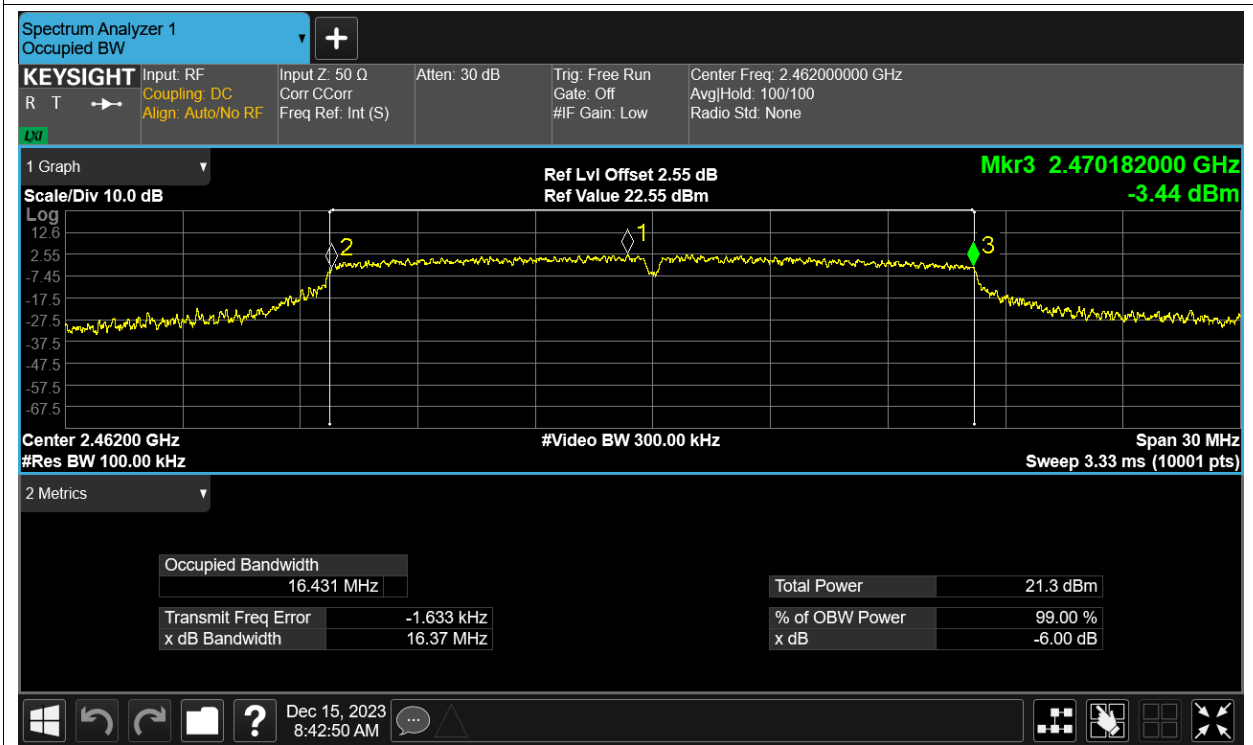 Spectrum Analyzer 1
Occupied BW
+
KEYSIGHT
R T
LXI
Input: RF
Coupling: DC
Align: Auto/No RF
Input Z: 50 Ω
Corr CCorr
Freq Ref: Int (S)
Atten: 30 dB
Trig: Free Run
Gate: Off
#IF Gain: Low
Center Freq: 2.462000000 GHz
Avg|Hold: 100/100
Radio Std: None
1 Graph
Scale/Div 10.0 dB
Ref Lvl Offset 2.55 dB
Ref Value 22.55 dBm
Mkr3 2.470182000 GHz
-3.44 dBm
Log
12.6
2.55
-7.45
-17.5
-27.5
-37.5
-47.5
-57.5
-67.5
2
1
3
Center 2.46200 GHz
#Res BW 100.00 kHz
#Video BW 300.00 kHz
Span 30 MHz
Sweep 3.33 ms (10001 pts)
2 Metrics
Occupied Bandwidth
16.431 MHz
Transmit Freq Error -1.633 kHz
x dB Bandwidth 16.37 MHz
Total Power 21.3 dBm
% of OBW Power 99.00 %
x dB -6.00 dB
?
Dec 15, 2023
8:42:50 AM